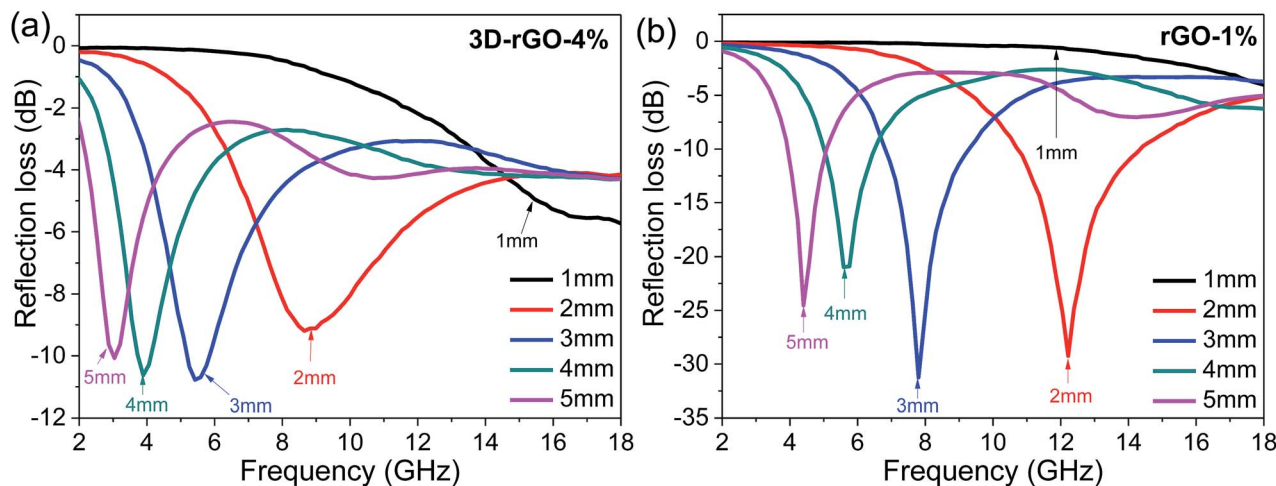 (a)
3D-rGO-4%
Reflection loss (dB)
0
-2
-4
-6
-8
-10
-12
1mm
5mm
4mm
3mm
2mm
1mm
2mm
3mm
4mm
5mm
2 4 6 8 10 12 14 16 18
Frequency (GHz)
(b)
rGO-1%
Reflection loss (dB)
0
-5
-10
-15
-20
-25
-30
-35
1mm
5mm
4mm
3mm
2mm
1mm
2mm
3mm
4mm
5mm
2 4 6 8 10 12 14 16 18
Frequency (GHz)